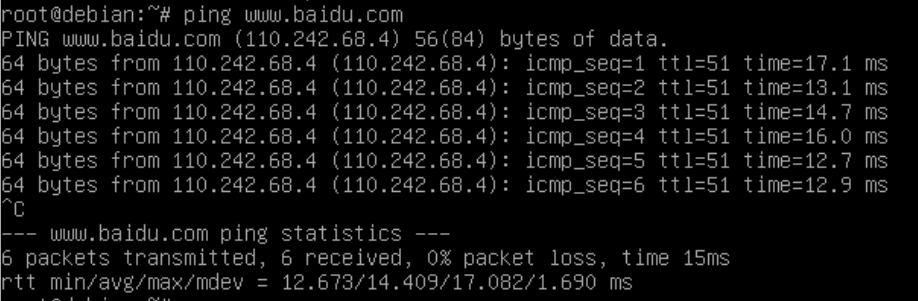 root@debian:~# ping www.baidu.com
PING www.baidu.com (110.242.68.4) 56(84) bytes of data.
64 bytes from 110.242.68.4 (110.242.68.4): icmp_seq=1 ttl=51 time=17.1 ms
64 bytes from 110.242.68.4 (110.242.68.4): icmp_seq=2 ttl=51 time=13.1 ms
64 bytes from 110.242.68.4 (110.242.68.4): icmp_seq=3 ttl=51 time=14.7 ms
64 bytes from 110.242.68.4 (110.242.68.4): icmp_seq=4 ttl=51 time=16.0 ms
64 bytes from 110.242.68.4 (110.242.68.4): icmp_seq=5 ttl=51 time=12.7 ms
64 bytes from 110.242.68.4 (110.242.68.4): icmp_seq=6 ttl=51 time=12.9 ms
^C
--- www.baidu.com ping statistics ---
6 packets transmitted, 6 received, 0% packet loss, time 15ms
rtt min/avg/max/mdev = 12.673/14.409/17.082/1.690 ms